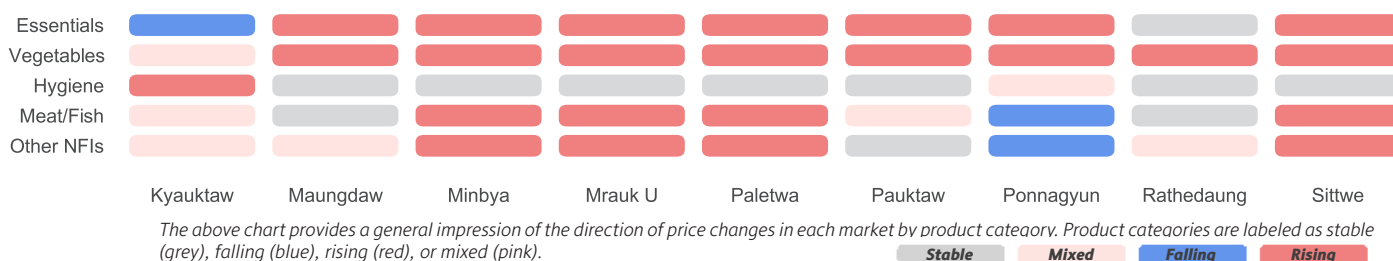 Essentials
Vegetables
Hygiene
Meat/Fish
Other NFIs
Kyauktaw Maungdaw Minbya Mrauk U Paletwa Pauktaw Ponnagyun Rathedaung Sittwe
The above chart provides a general impression of the direction of price changes in each market by product category. Product categories are labeled as stable
(grey), falling (blue), rising (red), or mixed (pink).
Stable Mixed Falling Rising